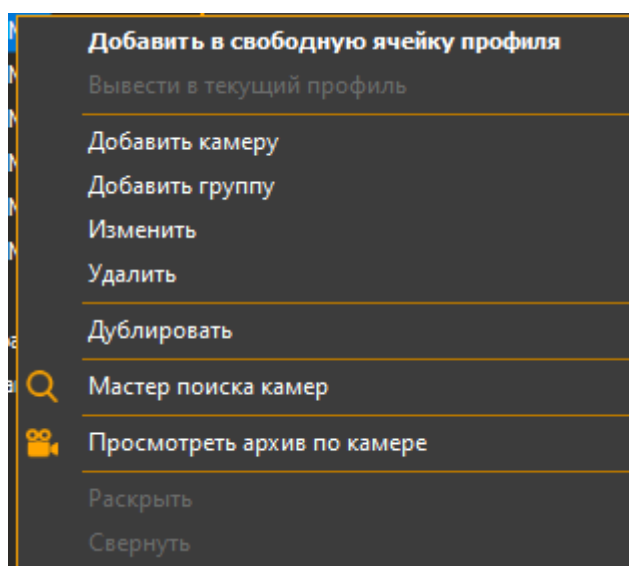 Добавить в свободную ячейку профиля
Вывести в текущий профиль
Добавить камеру
Добавить группу
Изменить
Удалить
Дублировать
Мастер поиска камер
Просмотреть архив по камере
Раскрыть
Свернуть